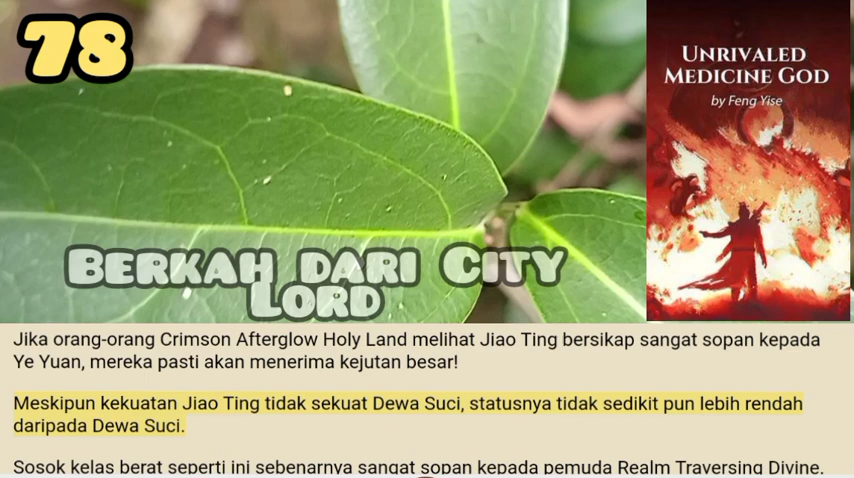 78
UNRIVALED
MEDICINE GOD
by Feng Yise
BERKAH DARI CITY
LORD
Jika orang-orang Crimson Afterglow Holy Land melihat Jiao Ting bersikap sangat sopan kepada
Ye Yuan, mereka pasti akan menerima kejutan besar!
Meskipun kekuatan Jiao Ting tidak sekuat Dewa Suci, statusnya tidak sedikit pun lebih rendah
daripada Dewa Suci.
Sosok kelas berat seperti ini sebenarnya sangat sopan kepada pemuda Realm Traversing Divine.